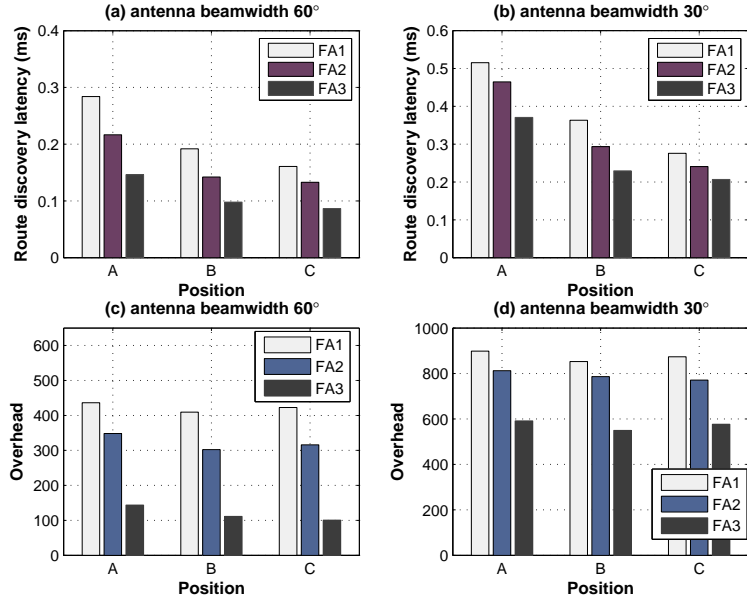 (a) antenna beamwidth 60°
Route discovery latency (ms)
0.4
0.3
0.2
0.1
0
A B C
Position
FA1
FA2
FA3
(b) antenna beamwidth 30°
Route discovery latency (ms)
0.6
0.5
0.4
0.3
0.2
0.1
0
A B C
Position
FA1
FA2
FA3
(c) antenna beamwidth 60°
Overhead
600
500
400
300
200
100
0
A B C
Position
FA1
FA2
FA3
(d) antenna beamwidth 30°
Overhead
1000
800
600
400
200
0
A B C
Position
FA1
FA2
FA3